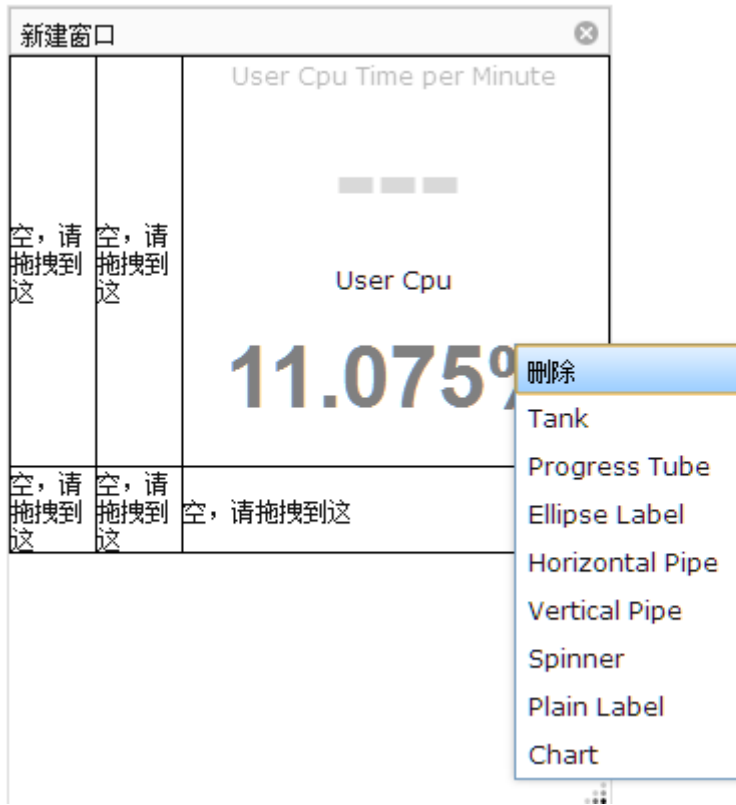 新建窗口
User Cpu Time per Minute
空，请
拖拽到
这
空，请
拖拽到
这
User Cpu
11.075%
空，请
拖拽到
这
空，请
拖拽到
这
空，请拖拽到这
删除
Tank
Progress Tube
Ellipse Label
Horizontal Pipe
Vertical Pipe
Spinner
Plain Label
Chart